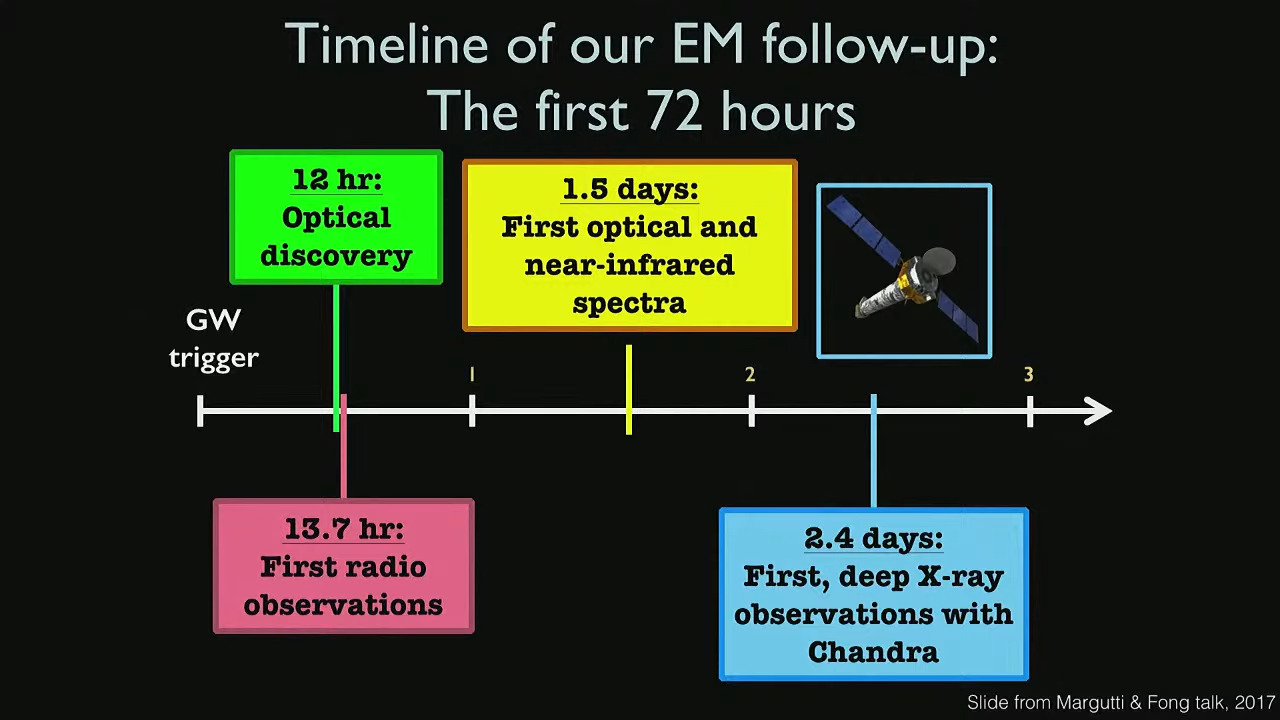 Timeline of our EM follow-up:
The first 72 hours
12 hr:
Optical
discovery
1.5 days:
First optical and
near-infrared
spectra
GW
trigger
1
2
3
13.7 hr:
First radio
observations
2.4 days:
First, deep X-ray
observations with
Chandra
Slide from Margutti & Fong talk, 2017